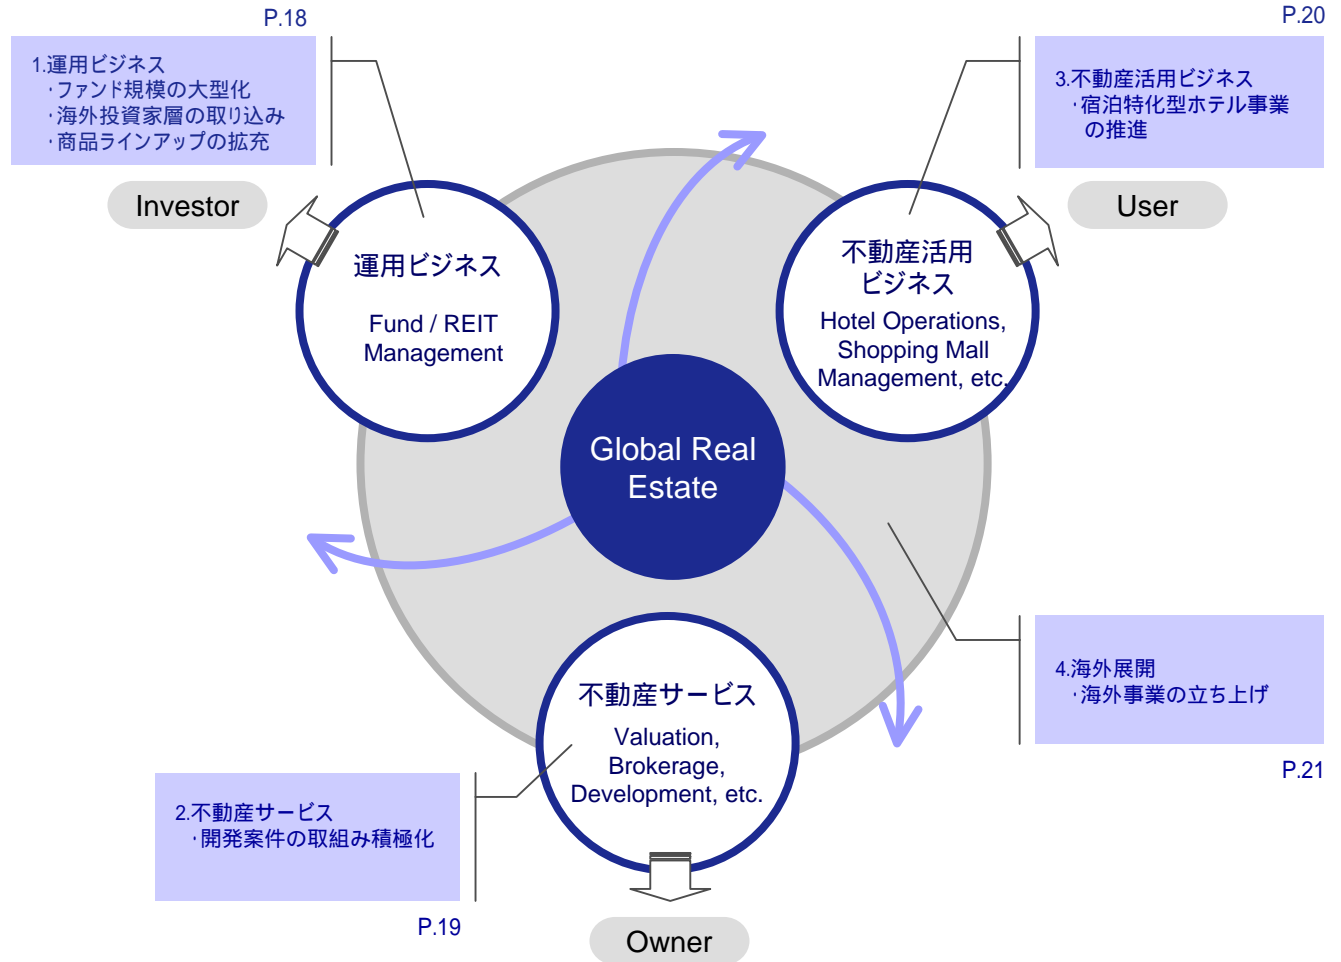 P.18
1.運用ビジネス
・ファンド規模の大型化
・海外投資家層の取り込み
・商品ラインアップの拡充
Investor
運用ビジネス
Fund / REIT
Management
P.20
3.不動産活用ビジネス
・宿泊特化型ホテル事業
の推進
User
不動産活用
ビジネス
Hotel Operations,
Shopping Mall
Management, etc.
Global Real
Estate
4.海外展開
・海外事業の立ち上げ
P.21
不動産サービス
Valuation,
Brokerage,
Development, etc.
2.不動産サービス
・開発案件の取組み積極化
P.19
Owner